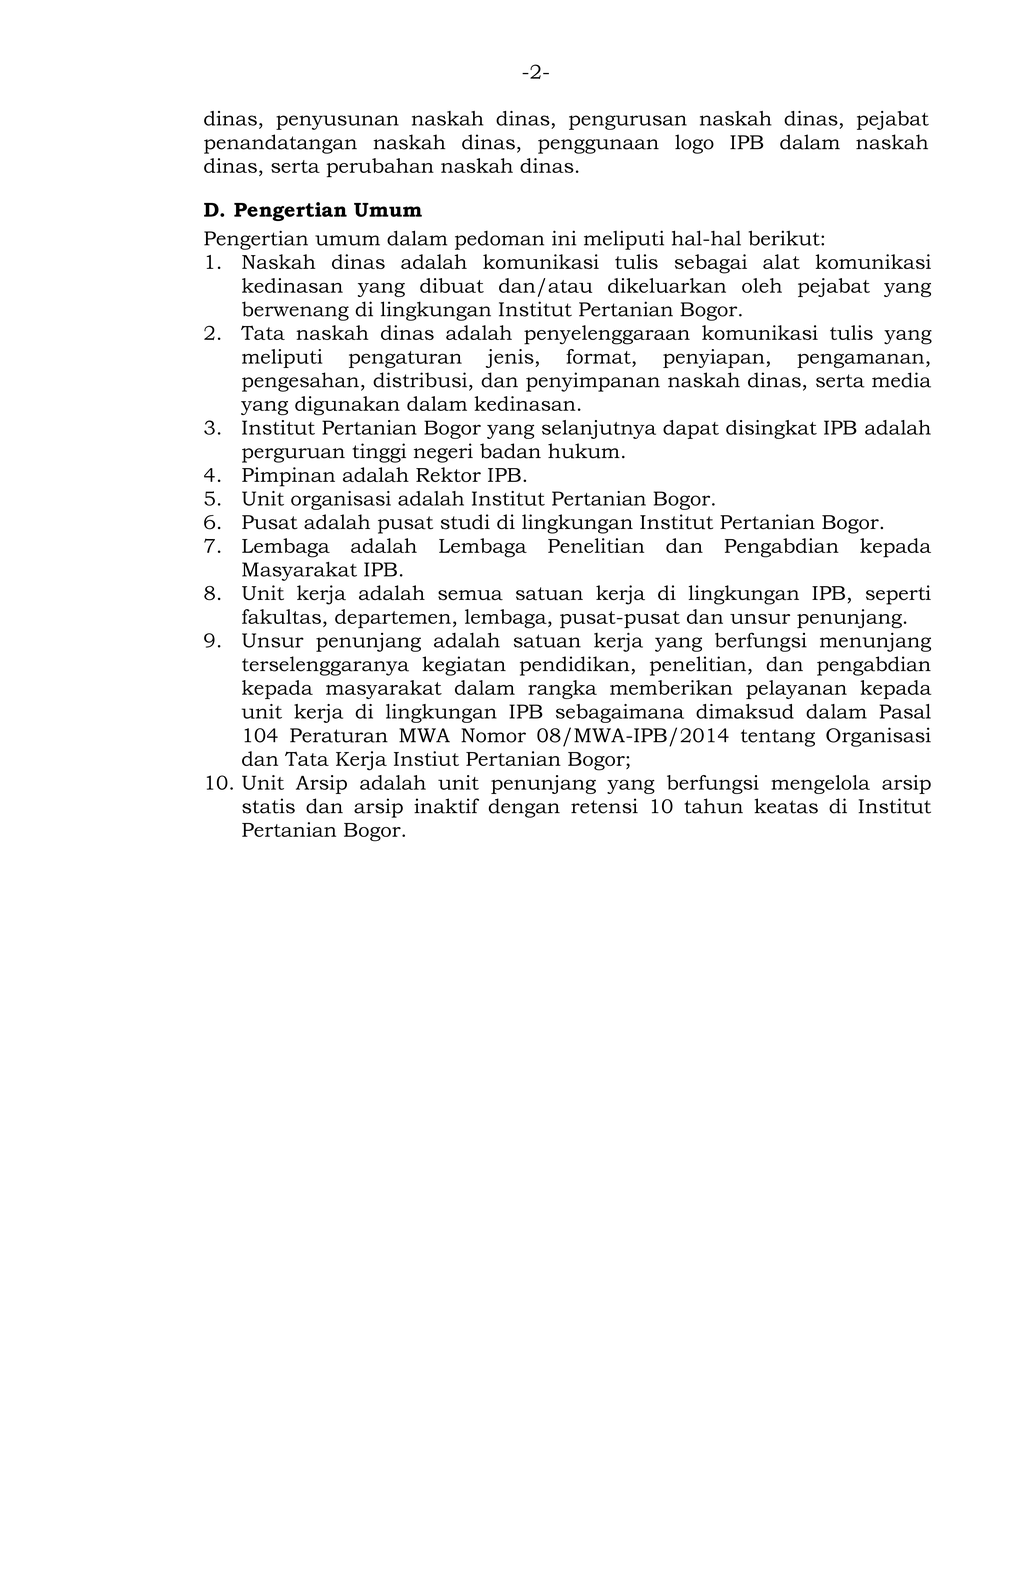 -2-
dinas, penyusunan naskah dinas, pengurusan naskah dinas, pejabat
penandatangan naskah dinas, penggunaan logo IPB dalam naskah
dinas, serta perubahan naskah dinas.
D. Pengertian Umum
Pengertian umum dalam pedoman ini meliputi hal-hal berikut:
1. Naskah dinas adalah komunikasi tulis sebagai alat komunikasi
kedinasan yang dibuat dan/atau dikeluarkan oleh pejabat yang
berwenang di lingkungan Institut Pertanian Bogor.
2. Tata naskah dinas adalah penyelenggaraan komunikasi tulis yang
meliputi pengaturan jenis, format, penyiapan, pengamanan,
pengesahan, distribusi, dan penyimpanan naskah dinas, serta media
yang digunakan dalam kedinasan.
3. Institut Pertanian Bogor yang selanjutnya dapat disingkat IPB adalah
perguruan tinggi negeri badan hukum.
4. Pimpinan adalah Rektor IPB.
5. Unit organisasi adalah Institut Pertanian Bogor.
6. Pusat adalah pusat studi di lingkungan Institut Pertanian Bogor.
7. Lembaga adalah Lembaga Penelitian dan Pengabdian kepada
Masyarakat IPB.
8. Unit kerja adalah semua satuan kerja di lingkungan IPB, seperti
fakultas, departemen, lembaga, pusat-pusat dan unsur penunjang.
9. Unsur penunjang adalah satuan kerja yang berfungsi menunjang
terselenggaranya kegiatan pendidikan, penelitian, dan pengabdian
kepada masyarakat dalam rangka memberikan pelayanan kepada
unit kerja di lingkungan IPB sebagaimana dimaksud dalam Pasal
104 Peraturan MWA Nomor 08/MWA-IPB/2014 tentang Organisasi
dan Tata Kerja Instiut Pertanian Bogor;
10. Unit Arsip adalah unit penunjang yang berfungsi mengelola arsip
statis dan arsip inaktif dengan retensi 10 tahun keatas di Institut
Pertanian Bogor.